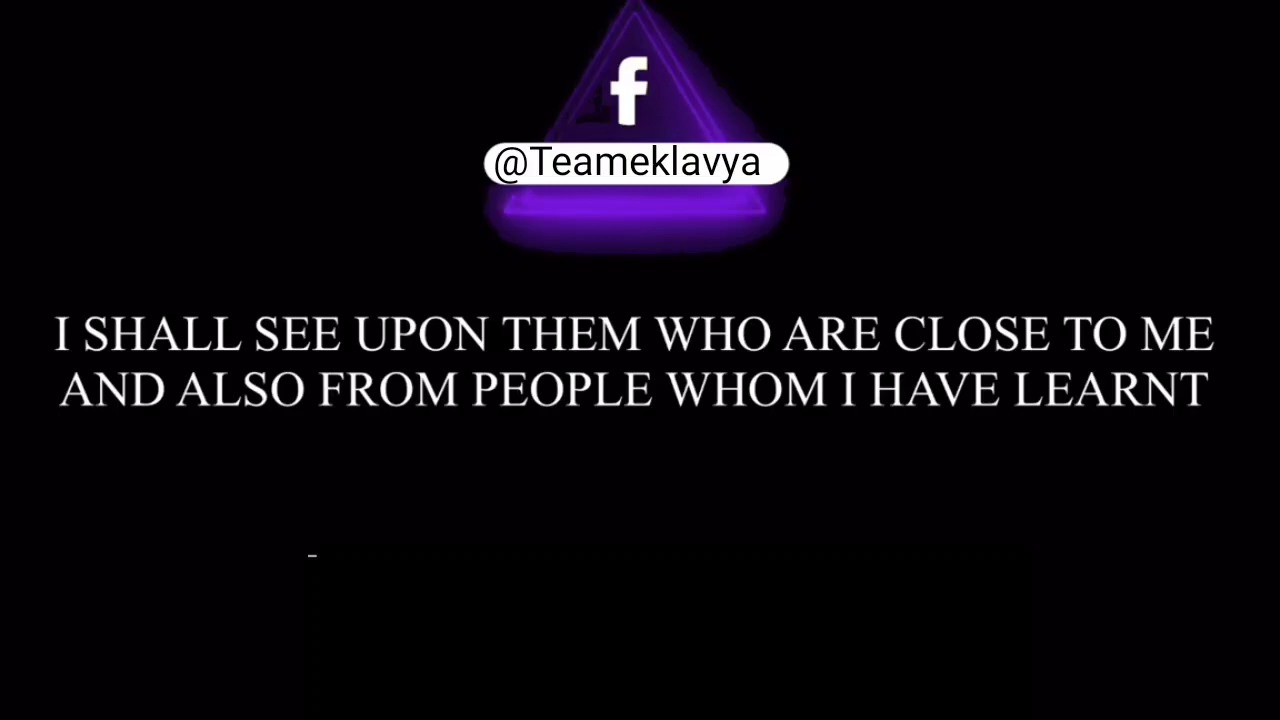 f
@Teameklavya
I SHALL SEE UPON THEM WHO ARE CLOSE TO ME
AND ALSO FROM PEOPLE WHOM I HAVE LEARNT